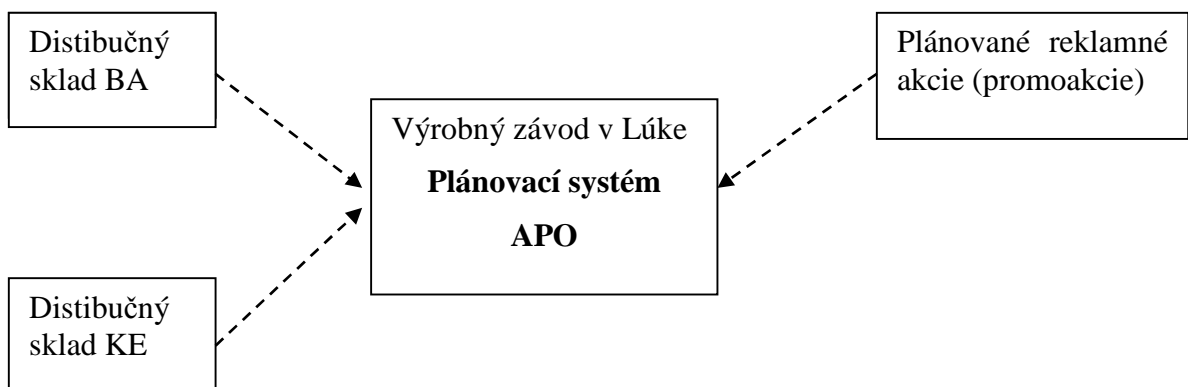 Distibučný
sklad BA
Plánované reklamné
akcie (promoakcie)
Výrobný závod v Lúke
Plánovací systém
APO
Distibučný
sklad KE